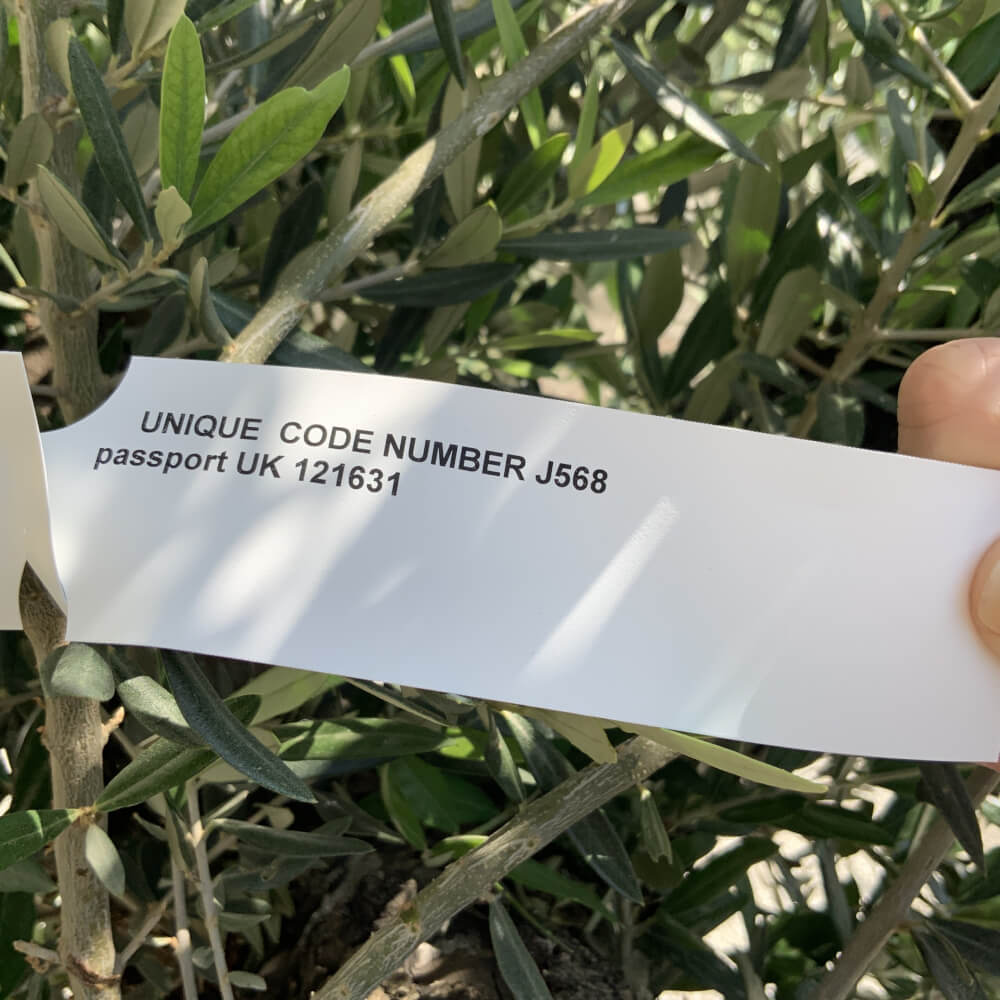 UNIQUE CODE NUMBER J568
passport UK 121631